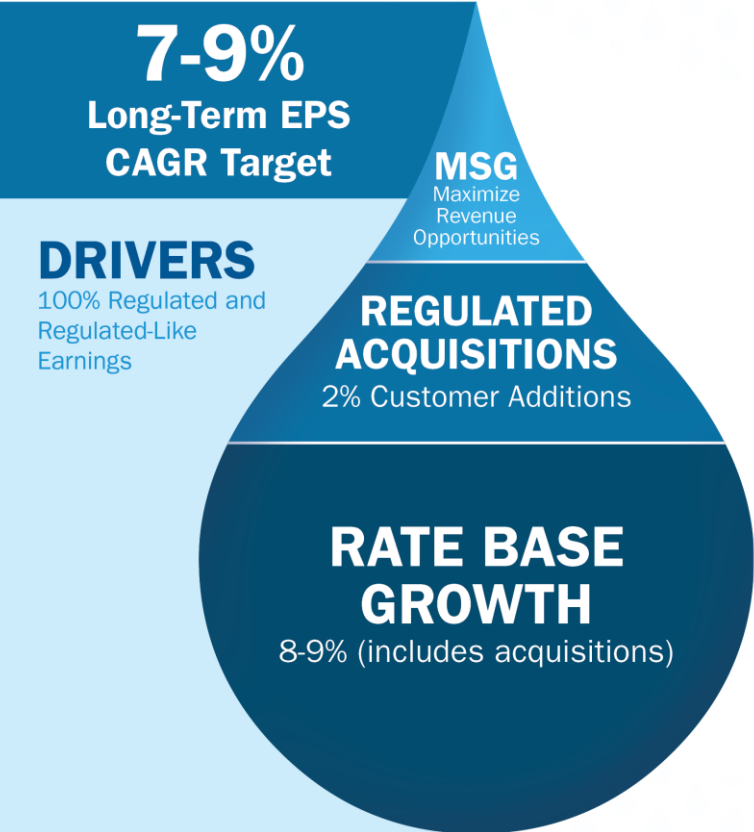 7-9%
Long-Term EPS
CAGR Target
DRIVERS
100% Regulated and
Regulated-Like
Earnings
MSG
Maximize
Revenue
Opportunities
REGULATED
ACQUISITIONS
2% Customer Additions
RATE BASE
GROWTH
8-9% (includes acquisitions)